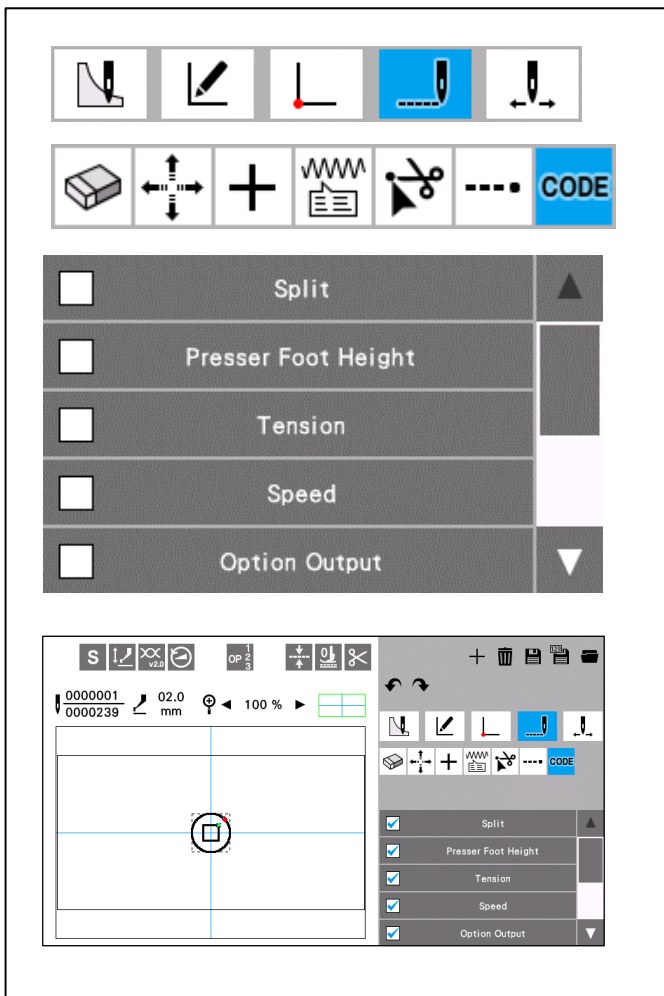 CODE
Split
Presser Foot Height
Tension
Speed
Option Output
S v2.0 OP 1 2 3
0000001
0000239
02.0
mm
100 %
CODE
Split
Presser Foot Height
Tension
Speed
Option Output